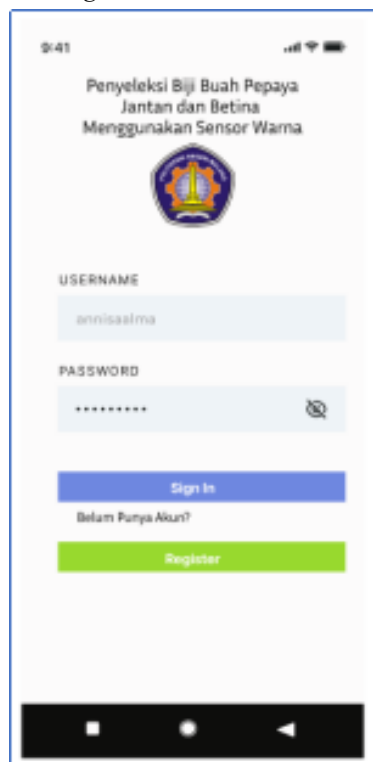 9:41
Penyeleksi Biji Buah Pepaya
Jantan dan Betina
Menggunakan Sensor Warna
USERNAME
annisaalma
PASSWORD
•••••••••
Sign In
Belum Punya Akun?
Register